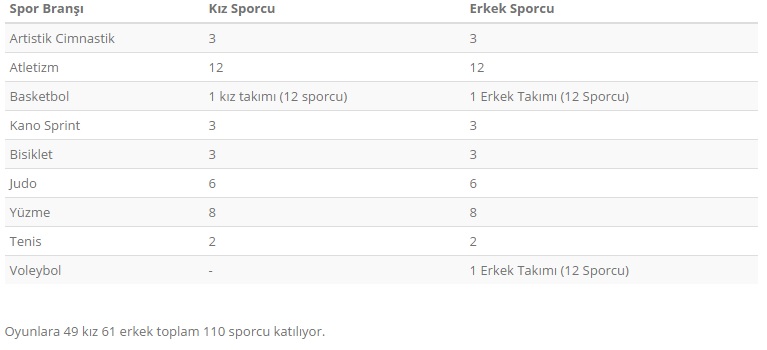 Spor Branşı Kız Sporcu Erkek Sporcu
Artistik Cimnastik 3 3
Atletizm 12 12
Basketbol 1 kız takımı (12 sporcu) 1 Erkek Takımı (12 Sporcu)
Kano Sprint 3 3
Bisiklet 3 3
Judo 6 6
Yüzme 8 8
Tenis 2 2
Voleybol - 1 Erkek Takımı (12 Sporcu)
Oyunlara 49 kız 61 erkek toplam 110 sporcu katılıyor.